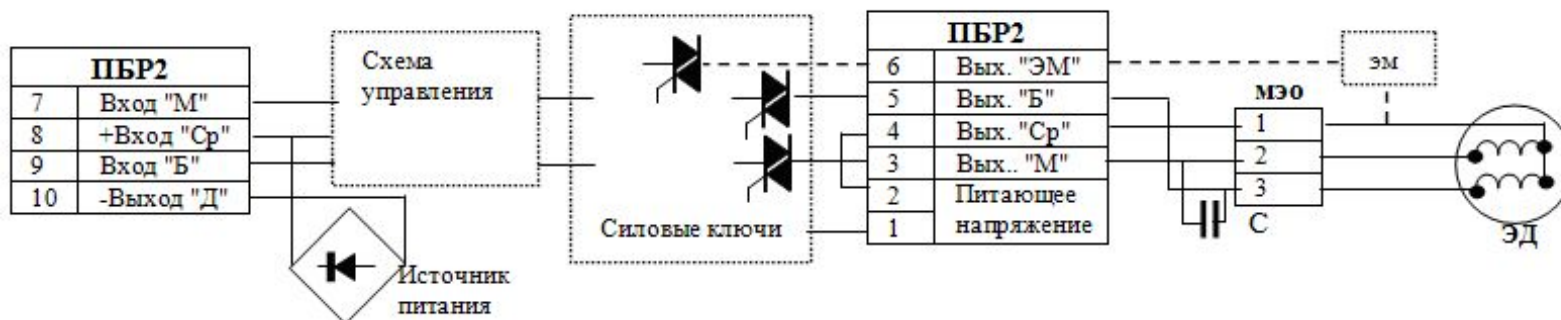 ПБР2
7 Вход "М"
8 +Вход "Ср"
9 Вход "Б"
10 -Выход "Д"
Схема
управления
Источник
питания
Силовые ключи
ПБР2
6 Вых. "ЭМ"
5 Вых. "Б"
4 Вых. "Ср"
3 Вых.. "М"
2 Питающее
1 напряжение
эм
мэо
1
2
3
С
ЭД